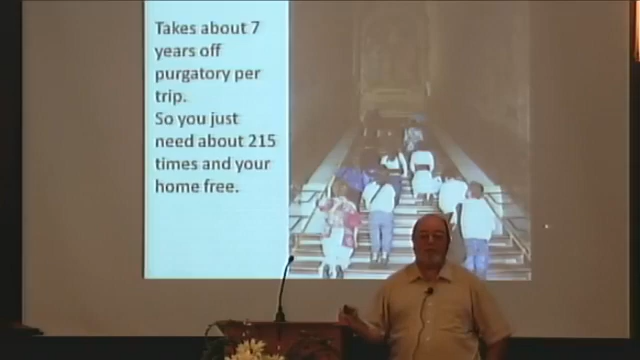 Takes about 7
years off
purgatory per
trip.
So you just
need about 215
times and your
home free.